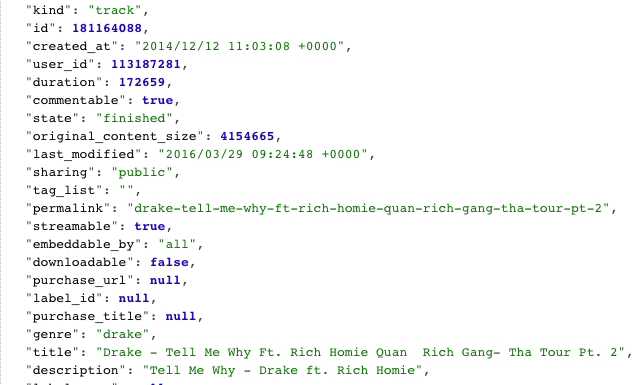 "kind": "track",
"id": 181164088,
"created_at": "2014/12/12 11:03:08 +0000",
"user_id": 113187281,
"duration": 172659,
"commentable": true,
"state": "finished",
"original_content_size": 4154665,
"last_modified": "2016/03/29 09:24:48 +0000",
"sharing": "public",
"tag_list": "",
"permalink": "drake-tell-me-why-ft-rich-homie-quan-rich-gang-tha-tour-pt-2",
"streamable": true,
"embeddable_by": "all",
"downloadable": false,
"purchase_url": null,
"label_id": null,
"purchase_title": null,
"genre": "drake",
"title": "Drake - Tell Me Why Ft. Rich Homie Quan  Rich Gang- Tha Tour Pt. 2",
"description": "Tell Me Why - Drake ft. Rich Homie",